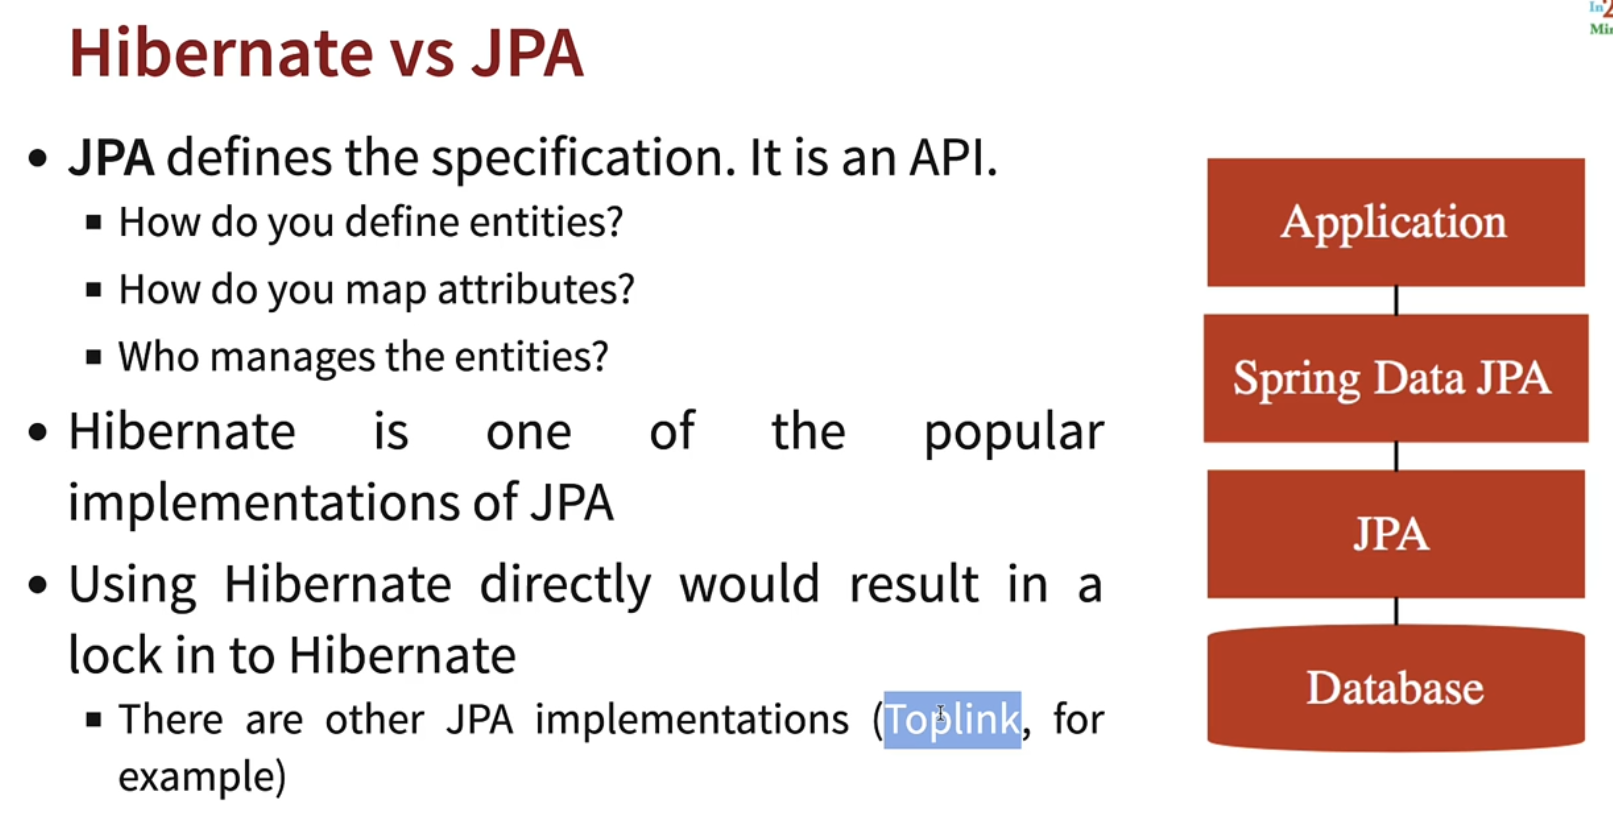 Hibernate vs JPA
JPA defines the specification. It is an API.
How do you define entities?
How do you map attributes?
Who manages the entities?
Hibernate is one of the popular
implementations of JPA
Using Hibernate directly would result in a
lock in to Hibernate
There are other JPA implementations (Toplink, for
example)
Application
Spring Data JPA
JPA
Database
In